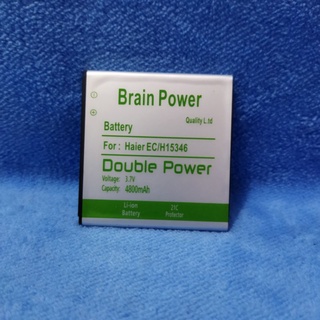 Brain Power
Quality L.td
Battery
For : Haier EC/H15346
Double Power
Voltage: 3.7V
Capacity: 4800mAh
Li-ion 21C
Battery Protector